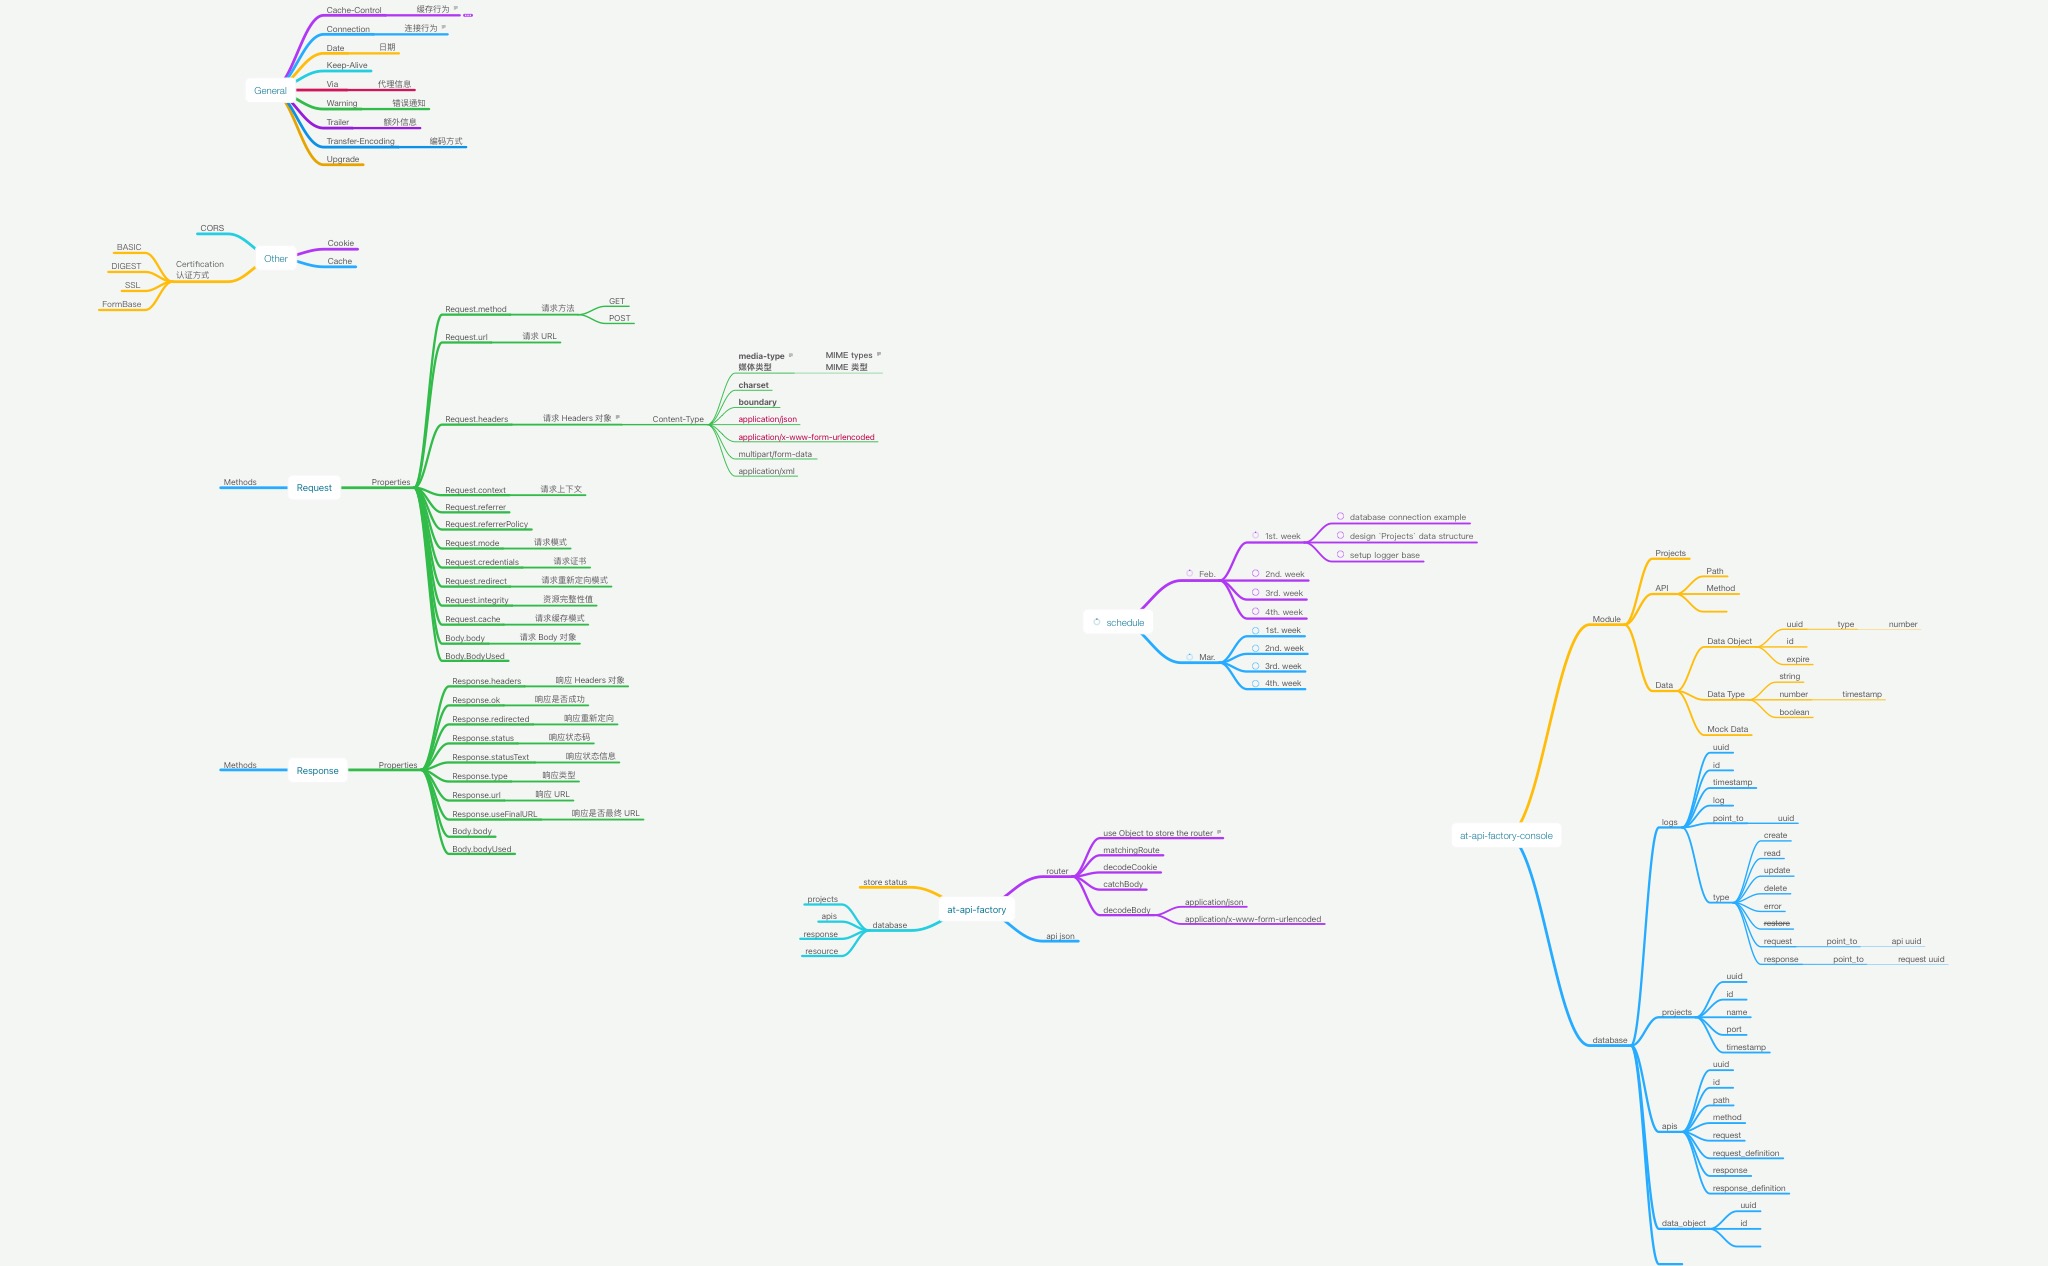 General
Cache-Control 缓存行为
Connection 连接行为
Date 日期
Keep-Alive
Via 代理信息
Warning 错误通知
Trailer 额外信息
Transfer-Encoding 编码方式
Upgrade
Other
CORS
Certification
认证方式
BASIC
DIGEST
SSL
FormBase
Cookie
Cache
Request
Methods
Properties
Request.method 请求方法
GET
POST
Request.url 请求 URL
Request.headers 请求 Headers 对象 Content-Type
media-type MIME types
媒体类型 MIME 类型
charset
boundary
application/json
application/x-www-form-urlencoded
multipart/form-data
application/xml
Request.context 请求上下文
Request.referrer
Request.referrerPolicy
Request.mode 请求模式
Request.credentials 请求证书
Request.redirect 请求重新定向模式
Request.integrity 资源完整性值
Request.cache 请求缓存模式
Body.body 请求 Body 对象
Body.BodyUsed
Response
Methods
Properties
Response.headers 响应 Headers 对象
Response.ok 响应是否成功
Response.redirected 响应重新定向
Response.status 响应状态码
Response.statusText 响应状态信息
Response.type 响应类型
Response.url 响应 URL
Response.useFinalURL 响应是否最终 URL
Body.body
Body.bodyUsed
schedule
Feb.
1st. week
database connection example
design `Projects` data structure
setup logger base
2nd. week
3rd. week
4th. week
Mar.
1st. week
2nd. week
3rd. week
4th. week
at-api-factory
store status
database
projects
apis
response
resource
router
use Object to store the router
matchingRoute
decodeCookie
catchBody
decodeBody
application/json
application/x-www-form-urlencoded
api json
at-api-factory-console
Module
Projects
API
Path
Method
Data
Data Object
uuid type number
id
expire
Data Type
string
number timestamp
boolean
Mock Data
database
logs
uuid
id
timestamp
log
point_to uuid
type
create
read
update
delete
error
restore
request point_to api uuid
response point_to request uuid
projects
uuid
id
name
port
timestamp
apis
uuid
id
path
method
request
request_definition
response
response_definition
data_object
uuid
id